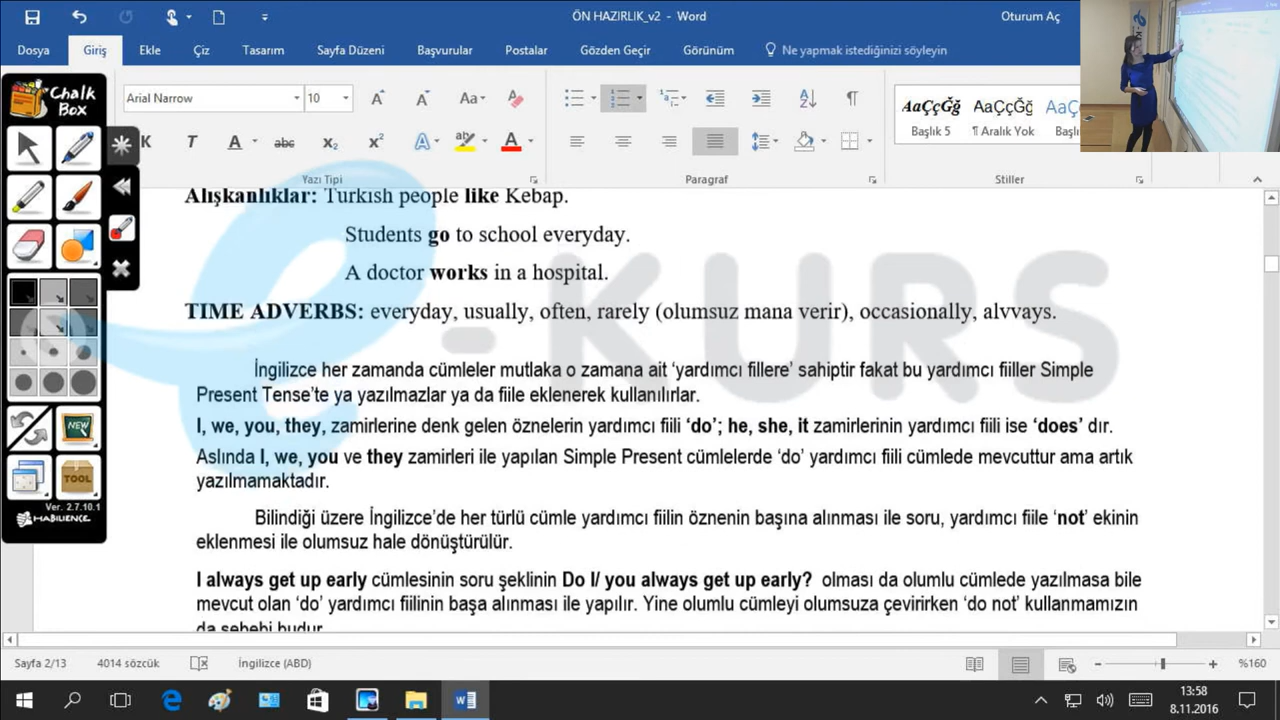 ÖN HAZIRLIK_v2 - Word
Oturum Aç
Dosya Giriş Ekle Çiz Tasarım Sayfa Düzeni Başvurular Postalar Gözden Geçir Görünüm Ne yapmak istediğinizi söyleyin
Chalk Box
Arial Narrow 10
AaÇçĞğ AaÇçĞğ AaÇç
Başlık 5 ¶ Aralık Yok Başlı
Yazı Tipi Paragraf Stiller
Alışkanlıklar: Turkısh people like Kebap.
Students go to school everyday.
A doctor works in a hospital.
TIME ADVERBS: everyday, usually, often, rarely (olumsuz mana verir), occasionally, alvvays.
İngilizce her zamanda cümleler mutlaka o zamana ait ‘yardımcı fillere’ sahiptir fakat bu yardımcı fiiller Simple
Present Tense’te ya yazılmazlar ya da fiile eklenerek kullanılırlar.
I, we, you, they, zamirlerine denk gelen öznelerin yardımcı fiili ‘do’; he, she, it zamirlerinin yardımcı fiili ise ‘does’ dır.
Aslında I, we, you ve they zamirleri ile yapılan Simple Present cümlelerde ‘do’ yardımcı fiili cümlede mevcuttur ama artık
yazılmamaktadır.
Bilindiği üzere İngilizce’de her türlü cümle yardımcı fiilin öznenin başına alınması ile soru, yardımcı fiile ‘not’ ekinin
eklenmesi ile olumsuz hale dönüştürülür.
I always get up early cümlesinin soru şeklinin Do I/ you always get up early? olması da olumlu cümlede yazılmasa bile
mevcut olan ‘do’ yardımcı fiilinin başa alınması ile yapılır. Yine olumlu cümleyi olumsuza çevirirken ‘do not’ kullanmamızın
da sebebi budur.
e-KURS
NEW
TOOL
Ver. 2.7.10.1
MABILIENCE
Sayfa 2/13 4014 sözcük İngilizce (ABD) %160
13:58
8.11.2016